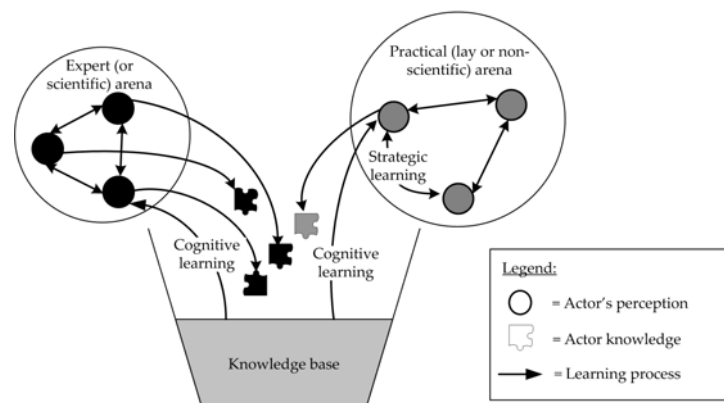 Expert (or
scientific) arena
Practical (lay or non-
scientific) arena
Strategic
learning
Cognitive
learning
Cognitive
learning
Knowledge base
Legend:
= Actor's perception
= Actor knowledge
= Learning process